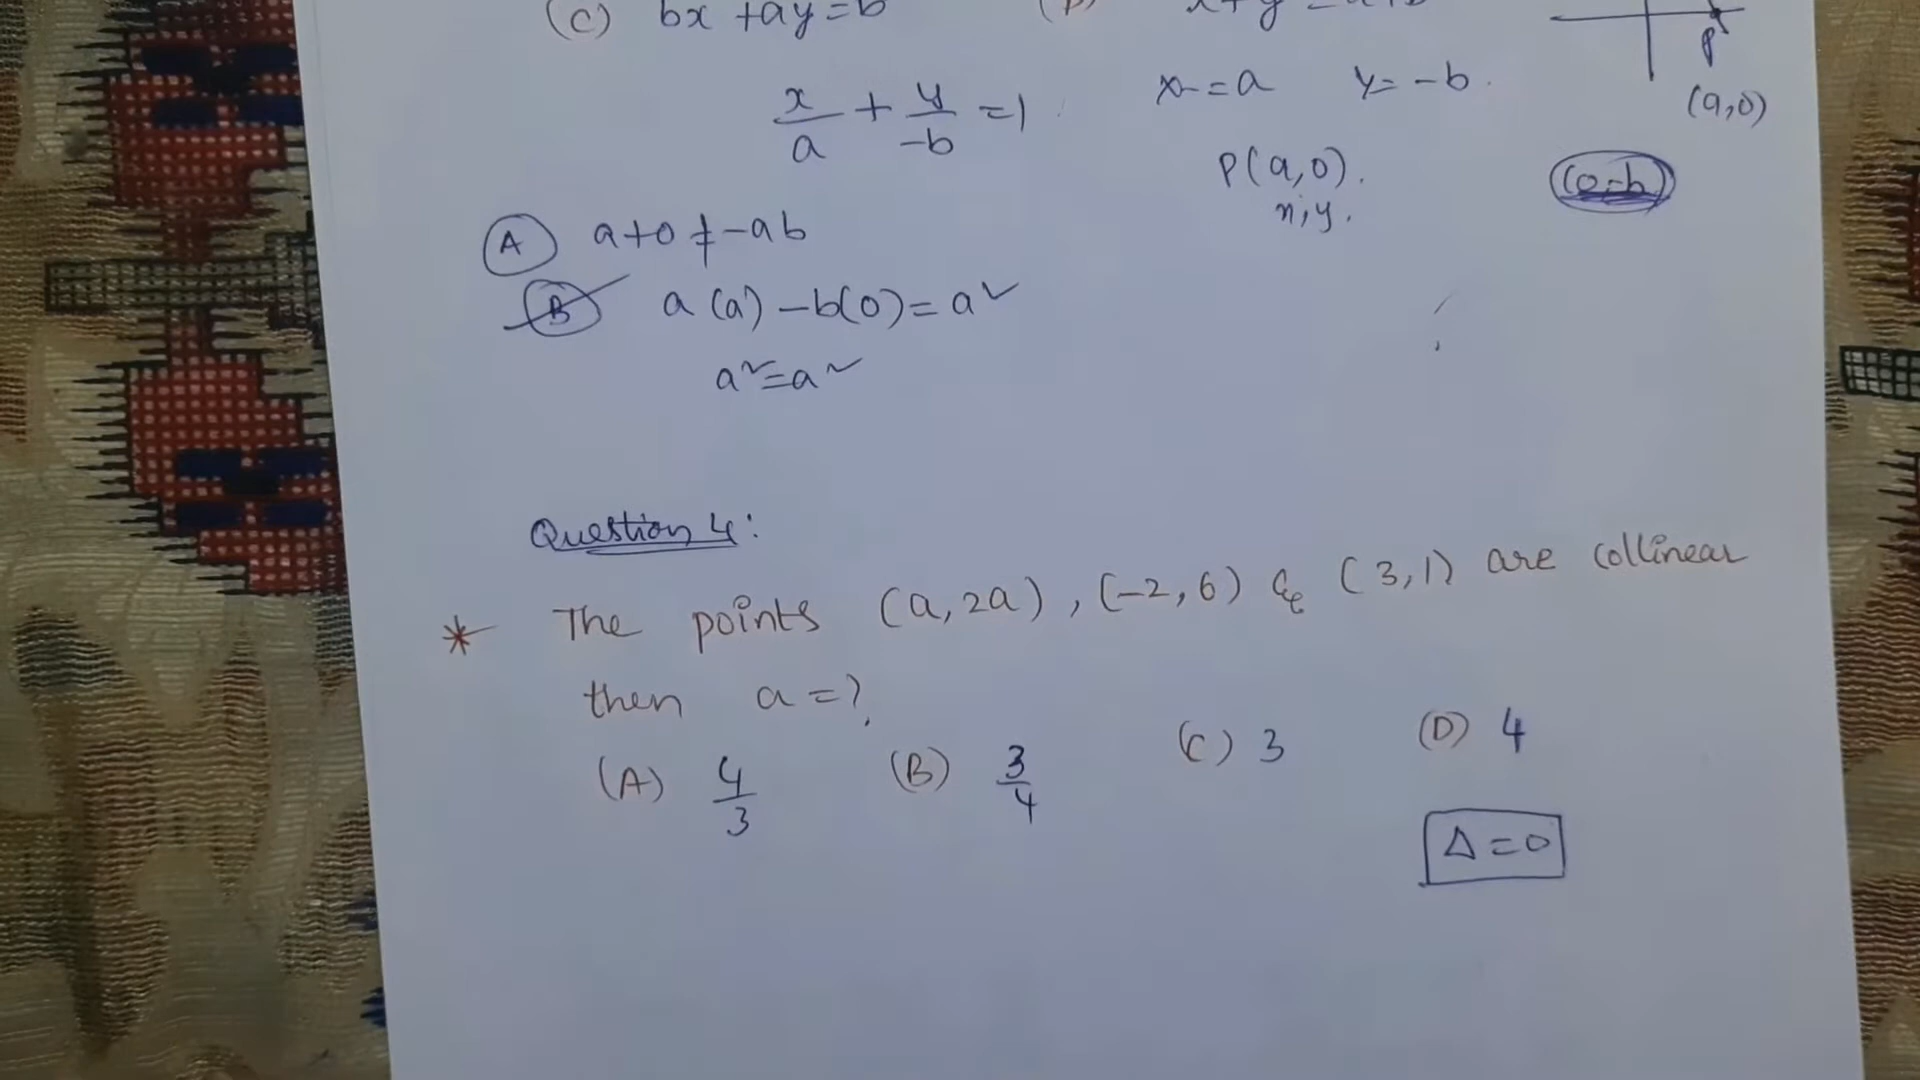 (C) bx + ay = b
x/a + y/-b = 1
x = a y = -b.
P
(a,0)
P(a,0).
x,y.
(A) a+0 ≠ -ab
(B) a(a) - b(0) = a²
a² = a²
Question 4:
* The points (a,2a), (-2,6) & (3,1) are collinear
then a = ?
(A) 4/3 (B) 3/4 (C) 3 (D) 4
Δ = 0